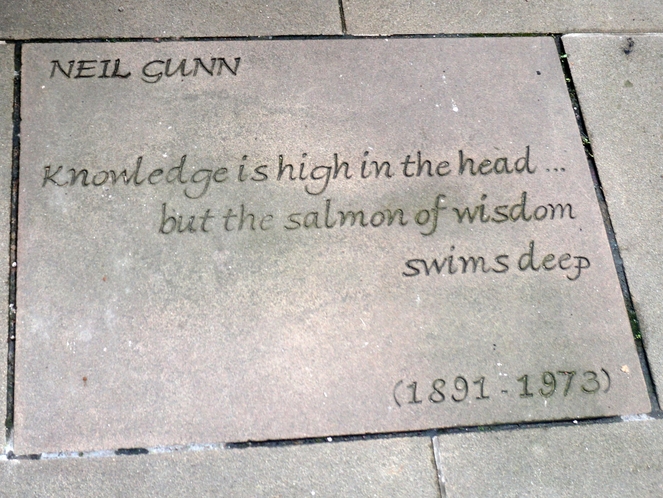 NEIL GUNN
Knowledge is high in the head ...
but the salmon of wisdom
swims deep
(1891 - 1973)